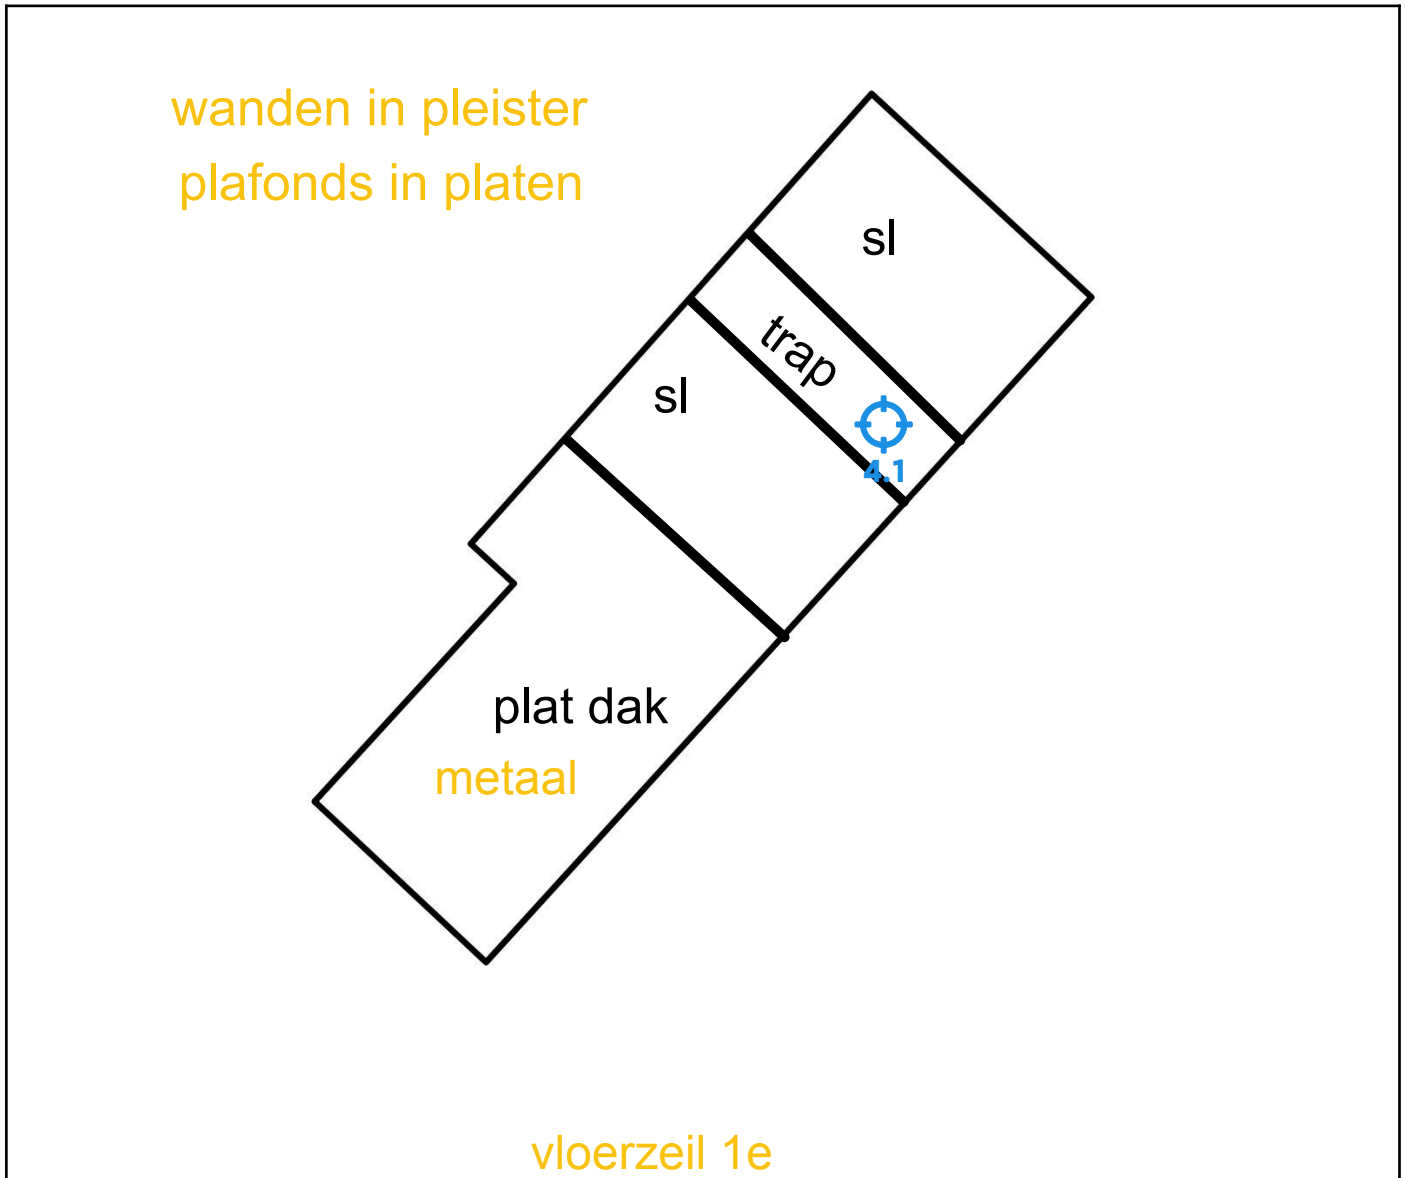 wanden in pleister
plafonds in platen
sl
trap
sl
4.1
plat dak
metaal
vloerzeil 1e